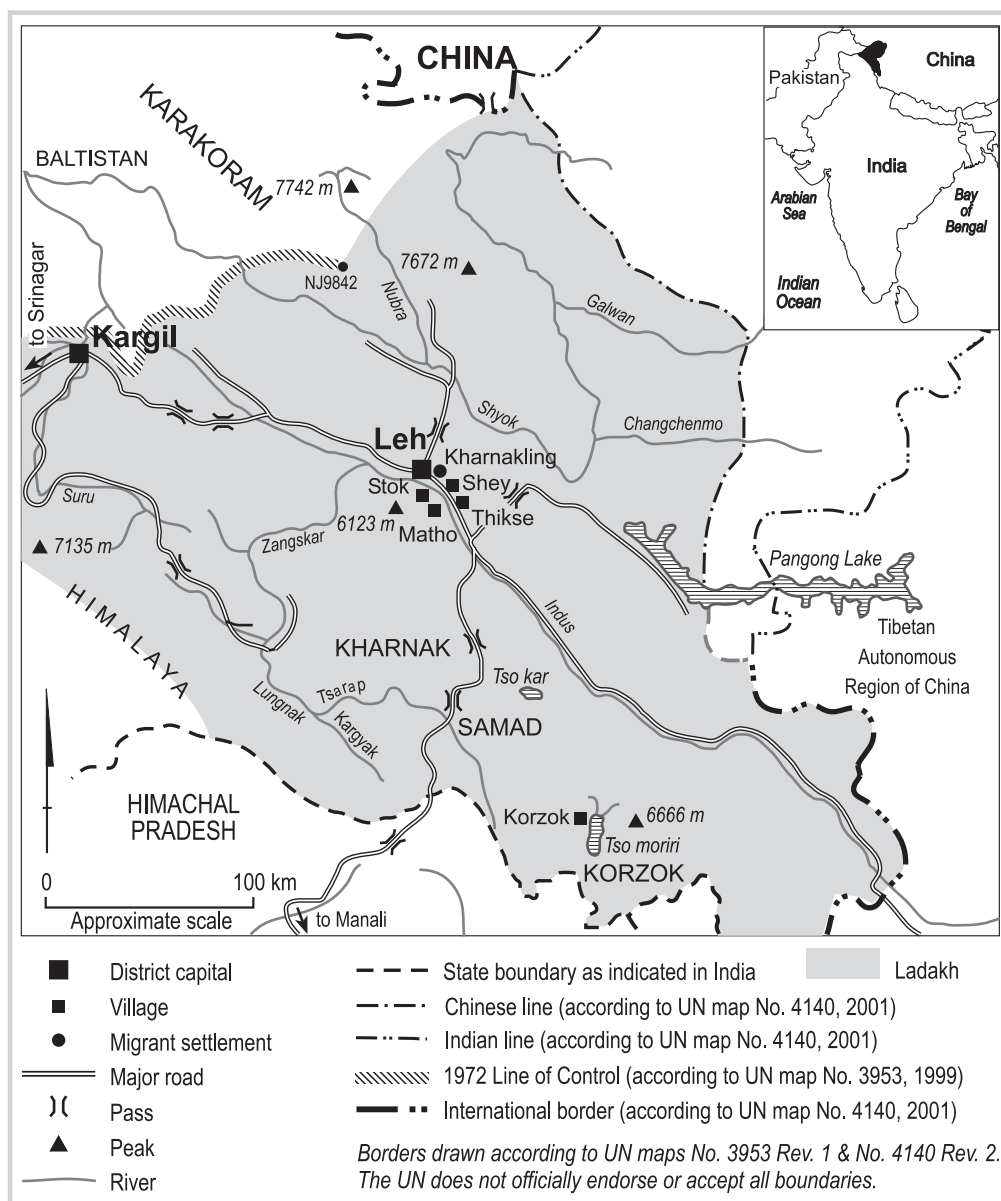 CHINA
KARAKORAM
BALTISTAN
7742 m
7672 m
NJ9842
Nubra
Galwan
to Srinagar
Kargil
Shyok
Changchenmo
Leh
Kharnakling
Stok
Shey
Suru
6123 m
Thikse
Matho
Zangskar
7135 m
Pangong Lake
HIMALAYA
Indus
Tibetan
Autonomous
Region of China
KHARNAK
Tso kar
Lungnak
Tsarap
Kargyak
SAMAD
HIMACHAL
PRADESH
Korzok
6666 m
Tso moriri
KORZOK
0
100 km
Approximate scale
to Manali
Pakistan
China
India
Arabian
Sea
Bay
of
Bengal
Indian
Ocean
District capital
Village
Migrant settlement
Major road
Pass
Peak
River
State boundary as indicated in India
Ladakh
Chinese line (according to UN map No. 4140, 2001)
Indian line (according to UN map No. 4140, 2001)
1972 Line of Control (according to UN map No. 3953, 1999)
International border (according to UN map No. 4140, 2001)
Borders drawn according to UN maps No. 3953 Rev. 1 & No. 4140 Rev. 2.
The UN does not officially endorse or accept all boundaries.